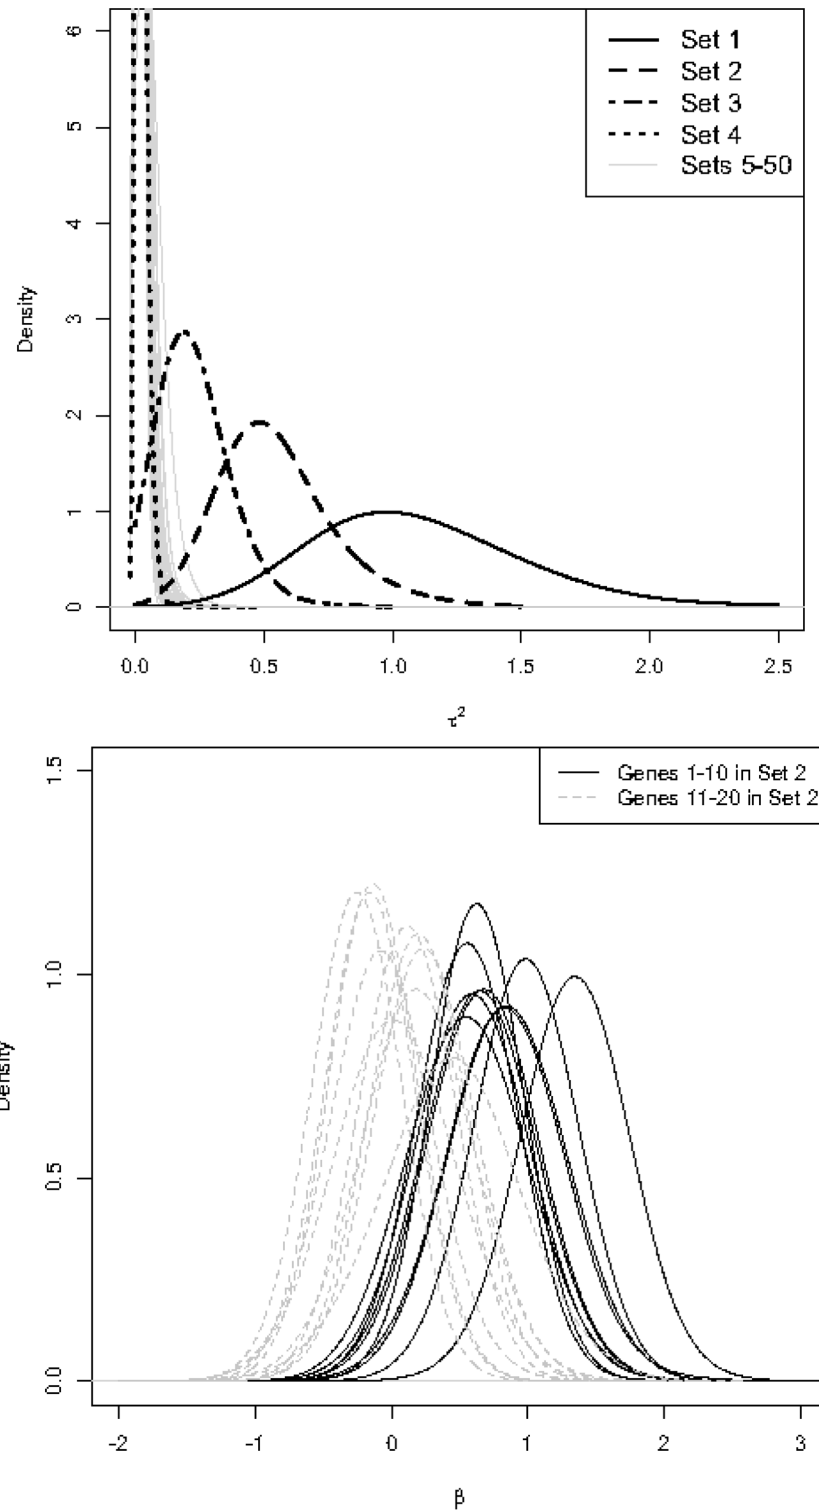 Set 1
Set 2
Set 3
Set 4
Sets 5-50
6
5
4
3
2
1
0
Density
0.0 0.5 1.0 1.5 2.0 2.5
τ²
Genes 1-10 in Set 2
Genes 11-20 in Set 2
1.5
1.0
0.5
0.0
Density
-2 -1 0 1 2 3
β